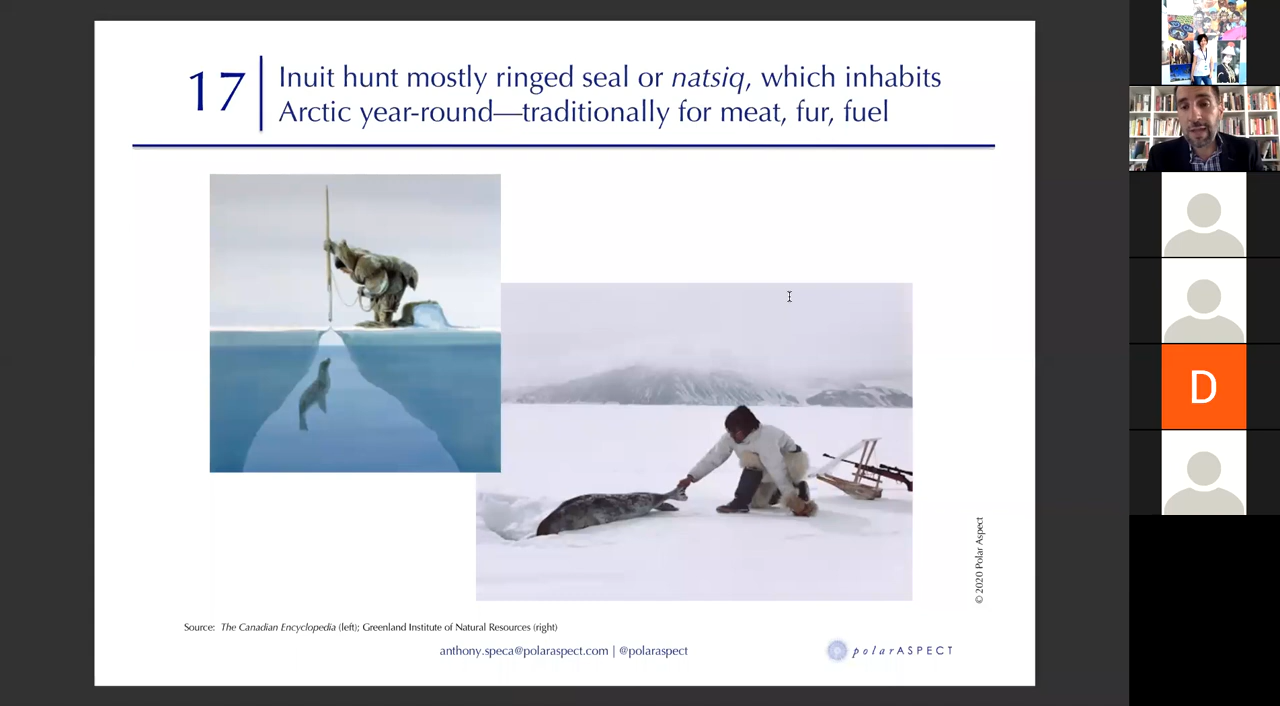 17
Inuit hunt mostly ringed seal or natsiq, which inhabits
Arctic year-round—traditionally for meat, fur, fuel
© 2020 Polar Aspect
Source: The Canadian Encyclopedia (left); Greenland Institute of Natural Resources (right)
anthony.speca@polaraspect.com | @polaraspect
polarASPECT
D